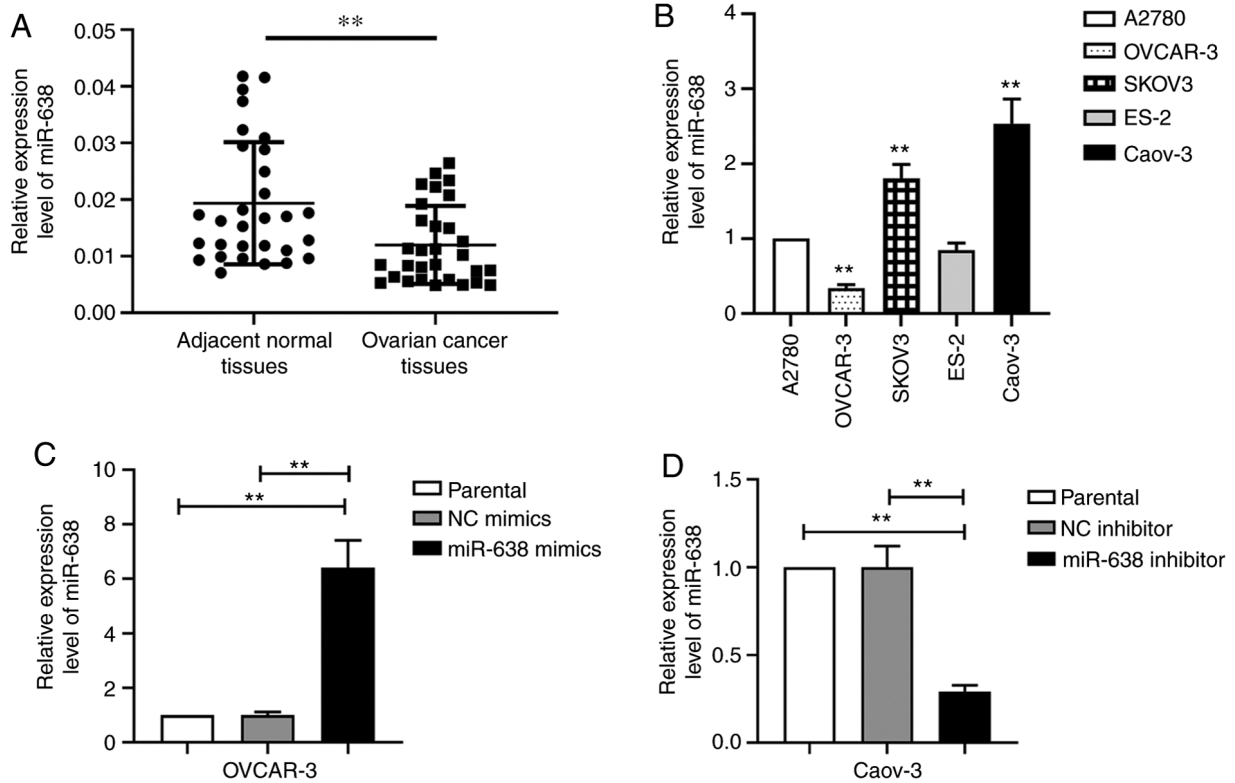 A
Relative expression
level of miR-638
0.05
0.04
0.03
0.02
0.01
0.00
**
Adjacent normal
tissues
Ovarian cancer
tissues
B
Relative expression
level of miR-638
4
3
2
1
0
**
**
**
A2780
OVCAR-3
SKOV3
ES-2
Caov-3
A2780
OVCAR-3
SKOV3
ES-2
Caov-3
C
Relative expression
level of miR-638
10
8
6
4
2
0
**
**
OVCAR-3
Parental
NC mimics
miR-638 mimics
D
Relative expression
level of miR-638
1.5
1.0
0.5
0.0
**
**
Caov-3
Parental
NC inhibitor
miR-638 inhibitor